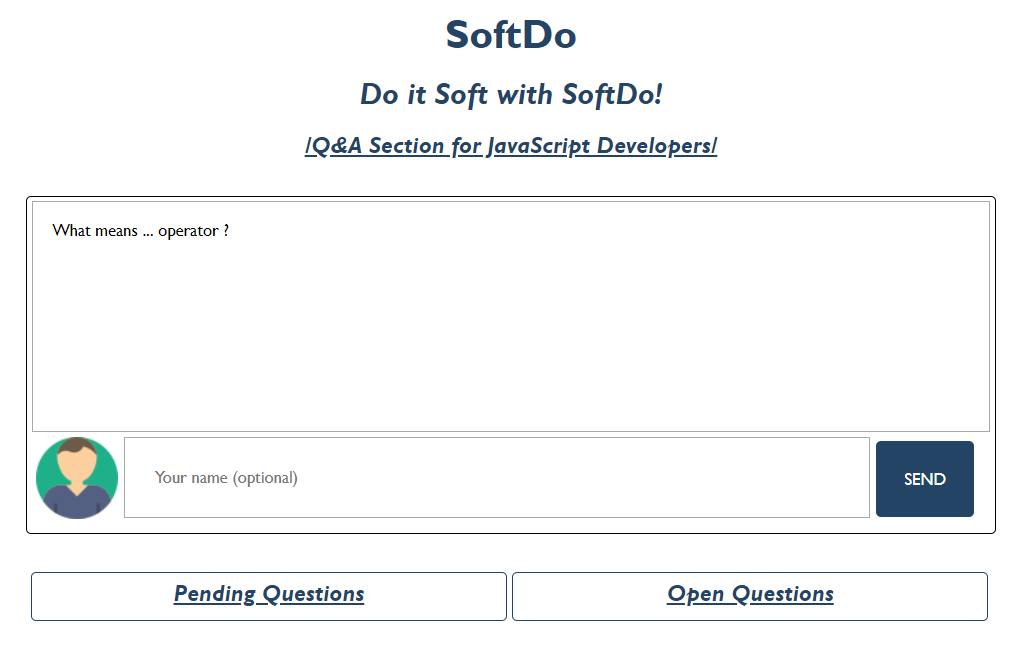 SoftDo
Do it Soft with SoftDo!
/Q&A Section for JavaScript Developers/
What means ... operator ?
Your name (optional)
SEND
Pending Questions
Open Questions